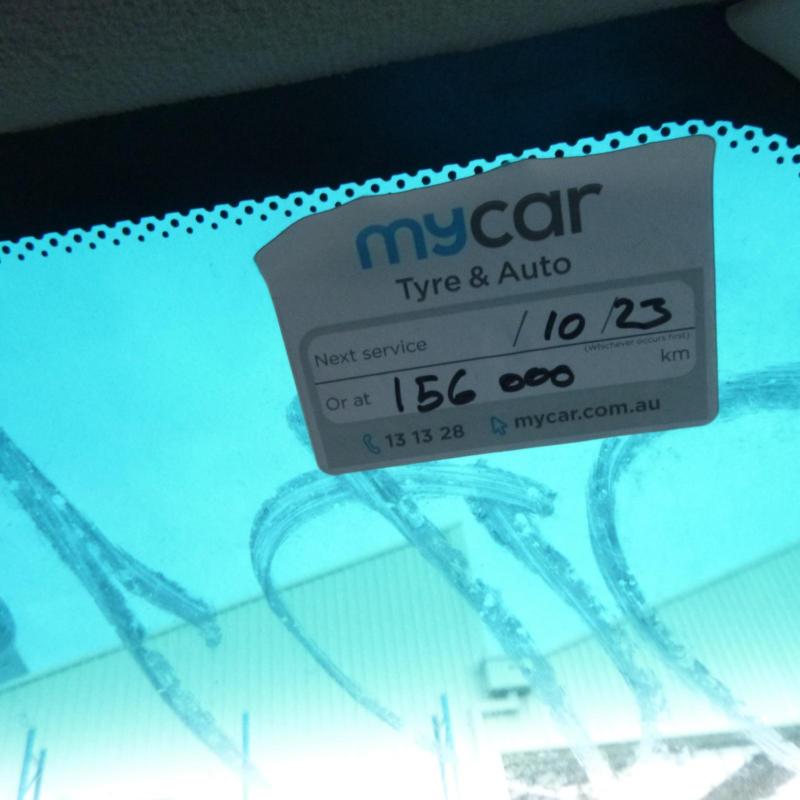 mycar
Tyre & Auto
Next service / 10 / 23
(Whichever occurs first)
Or at 156 000 km
13 13 28 mycar.com.au